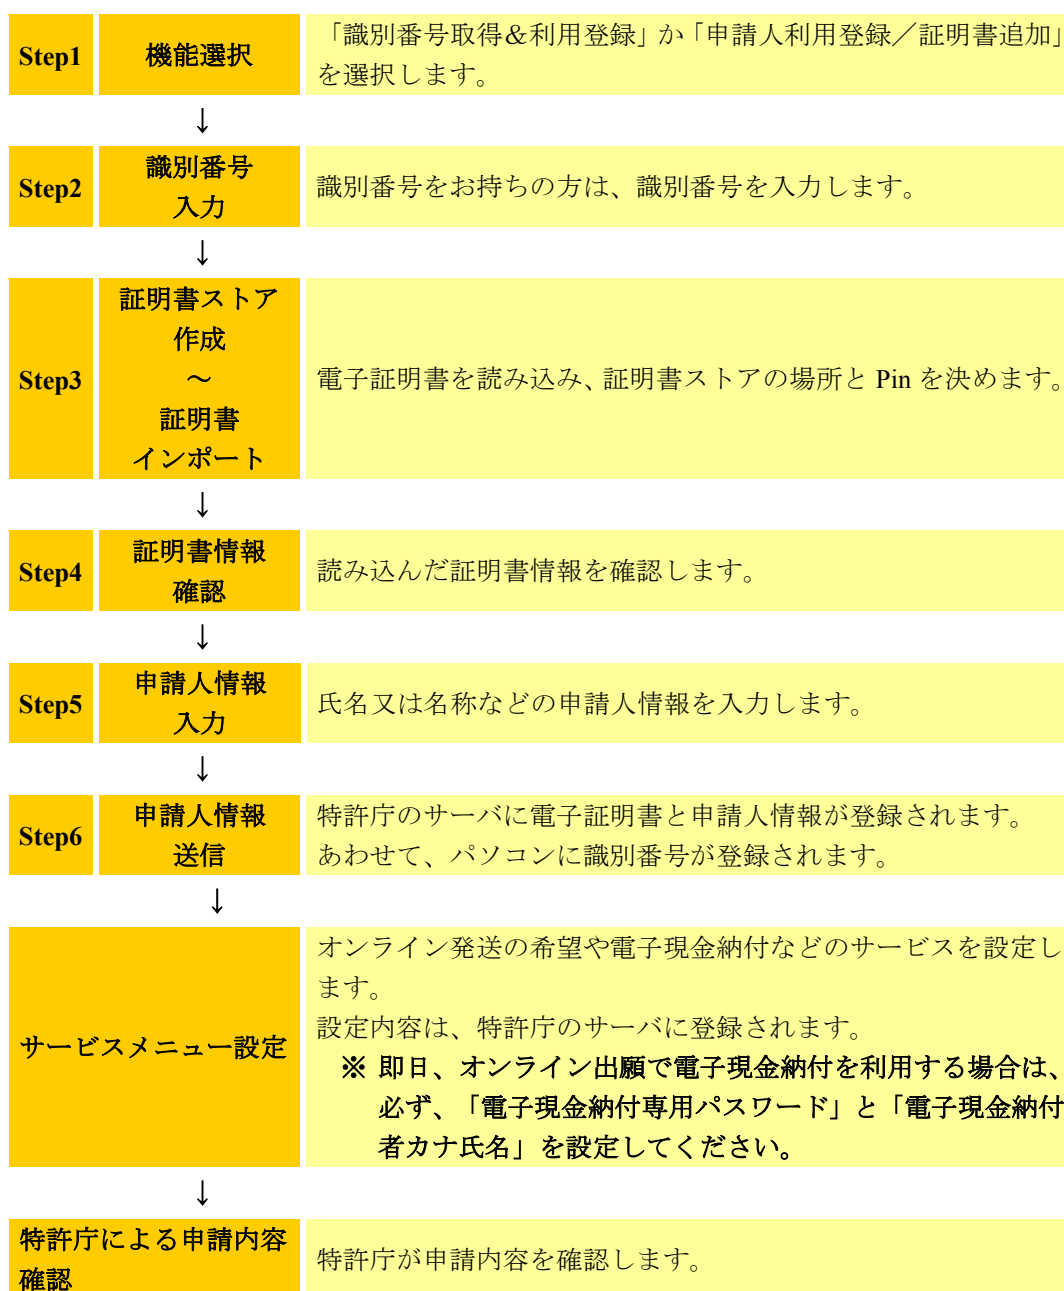 Step1
機能選択
「識別番号取得＆利用登録」か「申請人利用登録／証明書追加」
を選択します。
↓
Step2
識別番号
入力
識別番号をお持ちの方は、識別番号を入力します。
↓
Step3
証明書ストア
作成
～
証明書
インポート
電子証明書を読み込み、証明書ストアの場所と Pin を決めます。
↓
Step4
証明書情報
確認
読み込んだ証明書情報を確認します。
↓
Step5
申請人情報
入力
氏名又は名称などの申請人情報を入力します。
↓
Step6
申請人情報
送信
特許庁のサーバに電子証明書と申請人情報が登録されます。
あわせて、パソコンに識別番号が登録されます。
↓
サービスメニュー設定
オンライン発送の希望や電子現金納付などのサービスを設定し
ます。
設定内容は、特許庁のサーバに登録されます。
※ 即日、オンライン出願で電子現金納付を利用する場合は、
必ず、「電子現金納付専用パスワード」と「電子現金納付
者カナ氏名」を設定してください。
↓
特許庁による申請内容
確認
特許庁が申請内容を確認します。